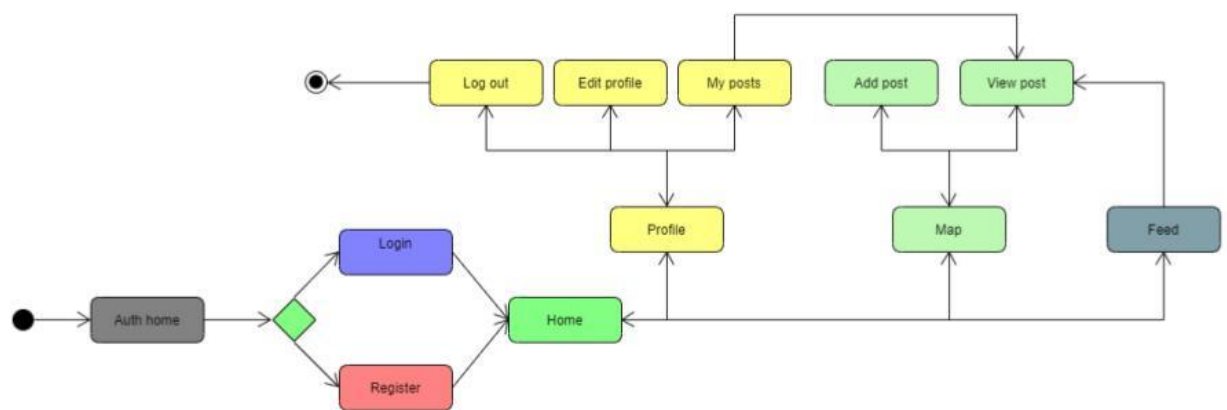 Log out
Edit profile
My posts
Add post
View post
Profile
Map
Feed
Login
Auth home
Home
Register